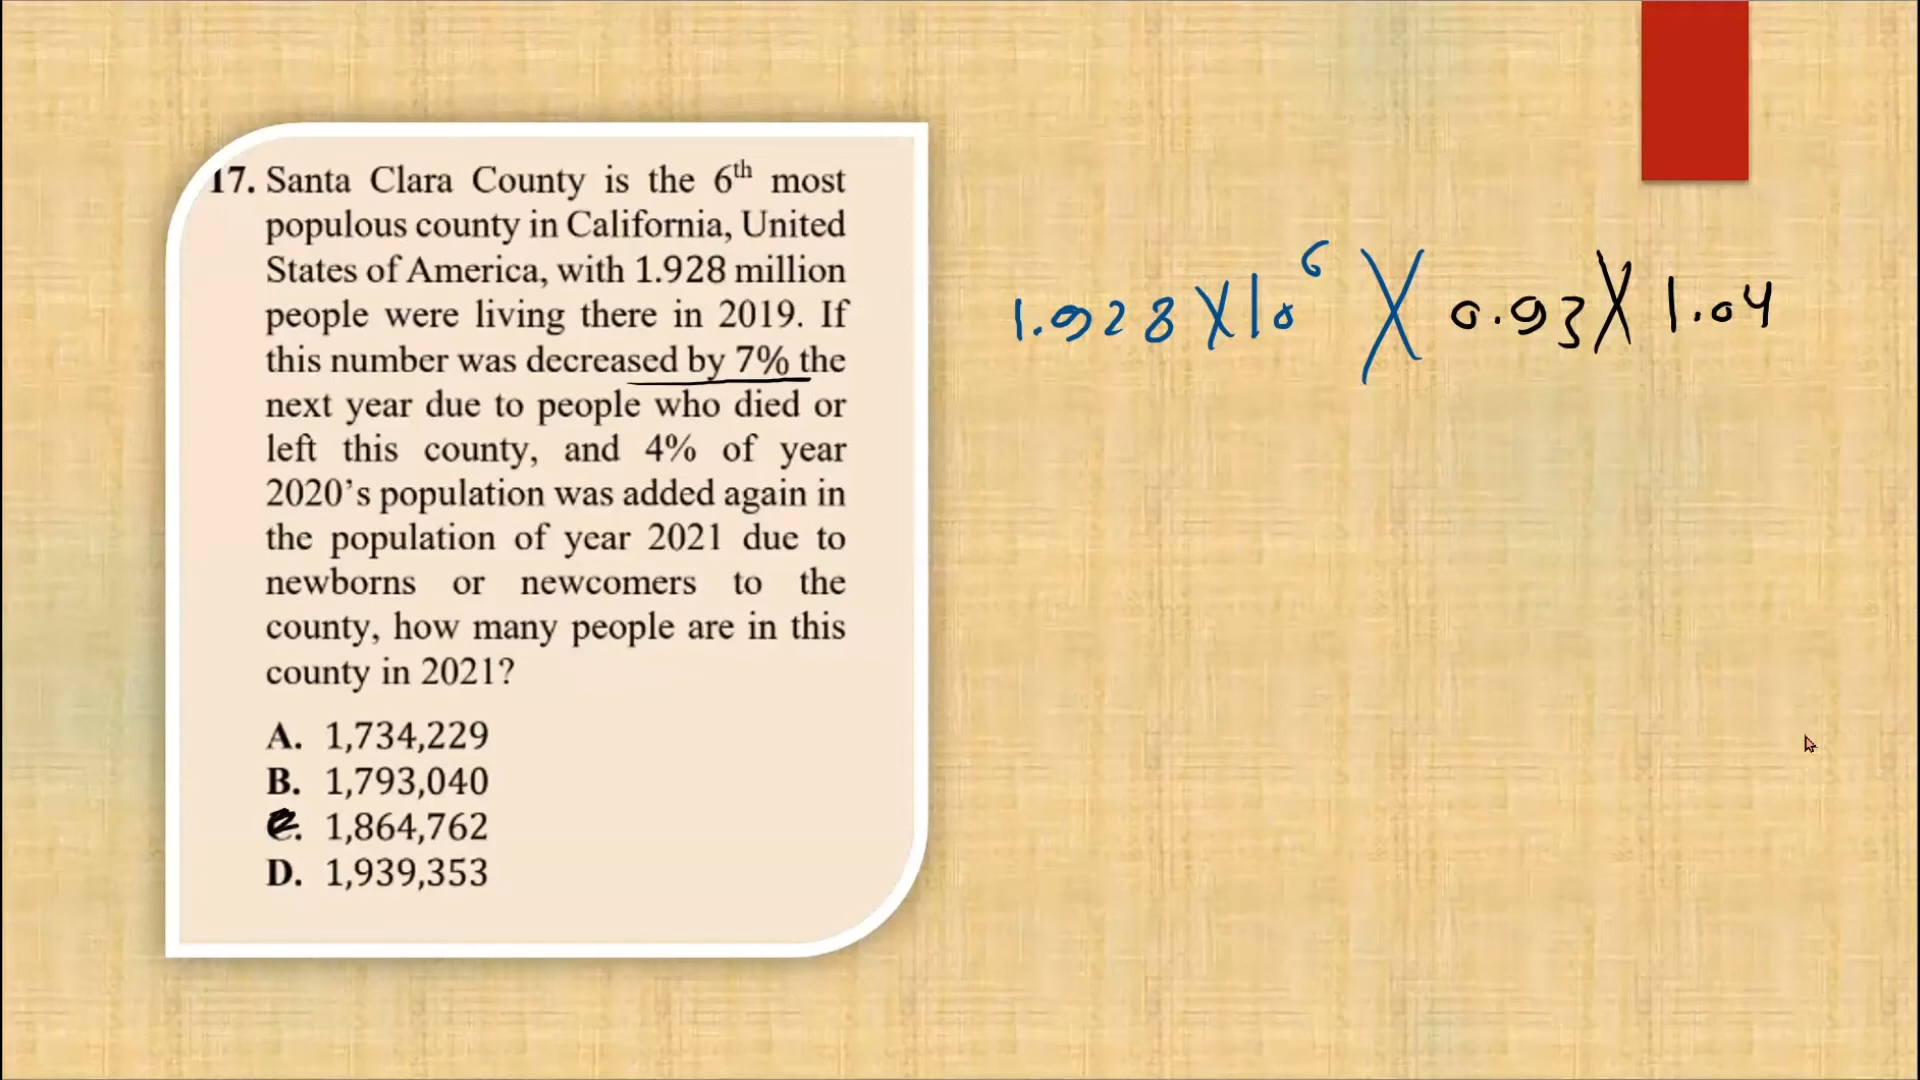 17. Santa Clara County is the 6th most
populous county in California, United
States of America, with 1.928 million
people were living there in 2019. If
this number was decreased by 7% the
next year due to people who died or
left this county, and 4% of year
2020's population was added again in
the population of year 2021 due to
newborns or newcomers to the
county, how many people are in this
county in 2021?
A. 1,734,229
B. 1,793,040
C. 1,864,762
D. 1,939,353
1.928 X 10^6 X 0.93 X 1.04